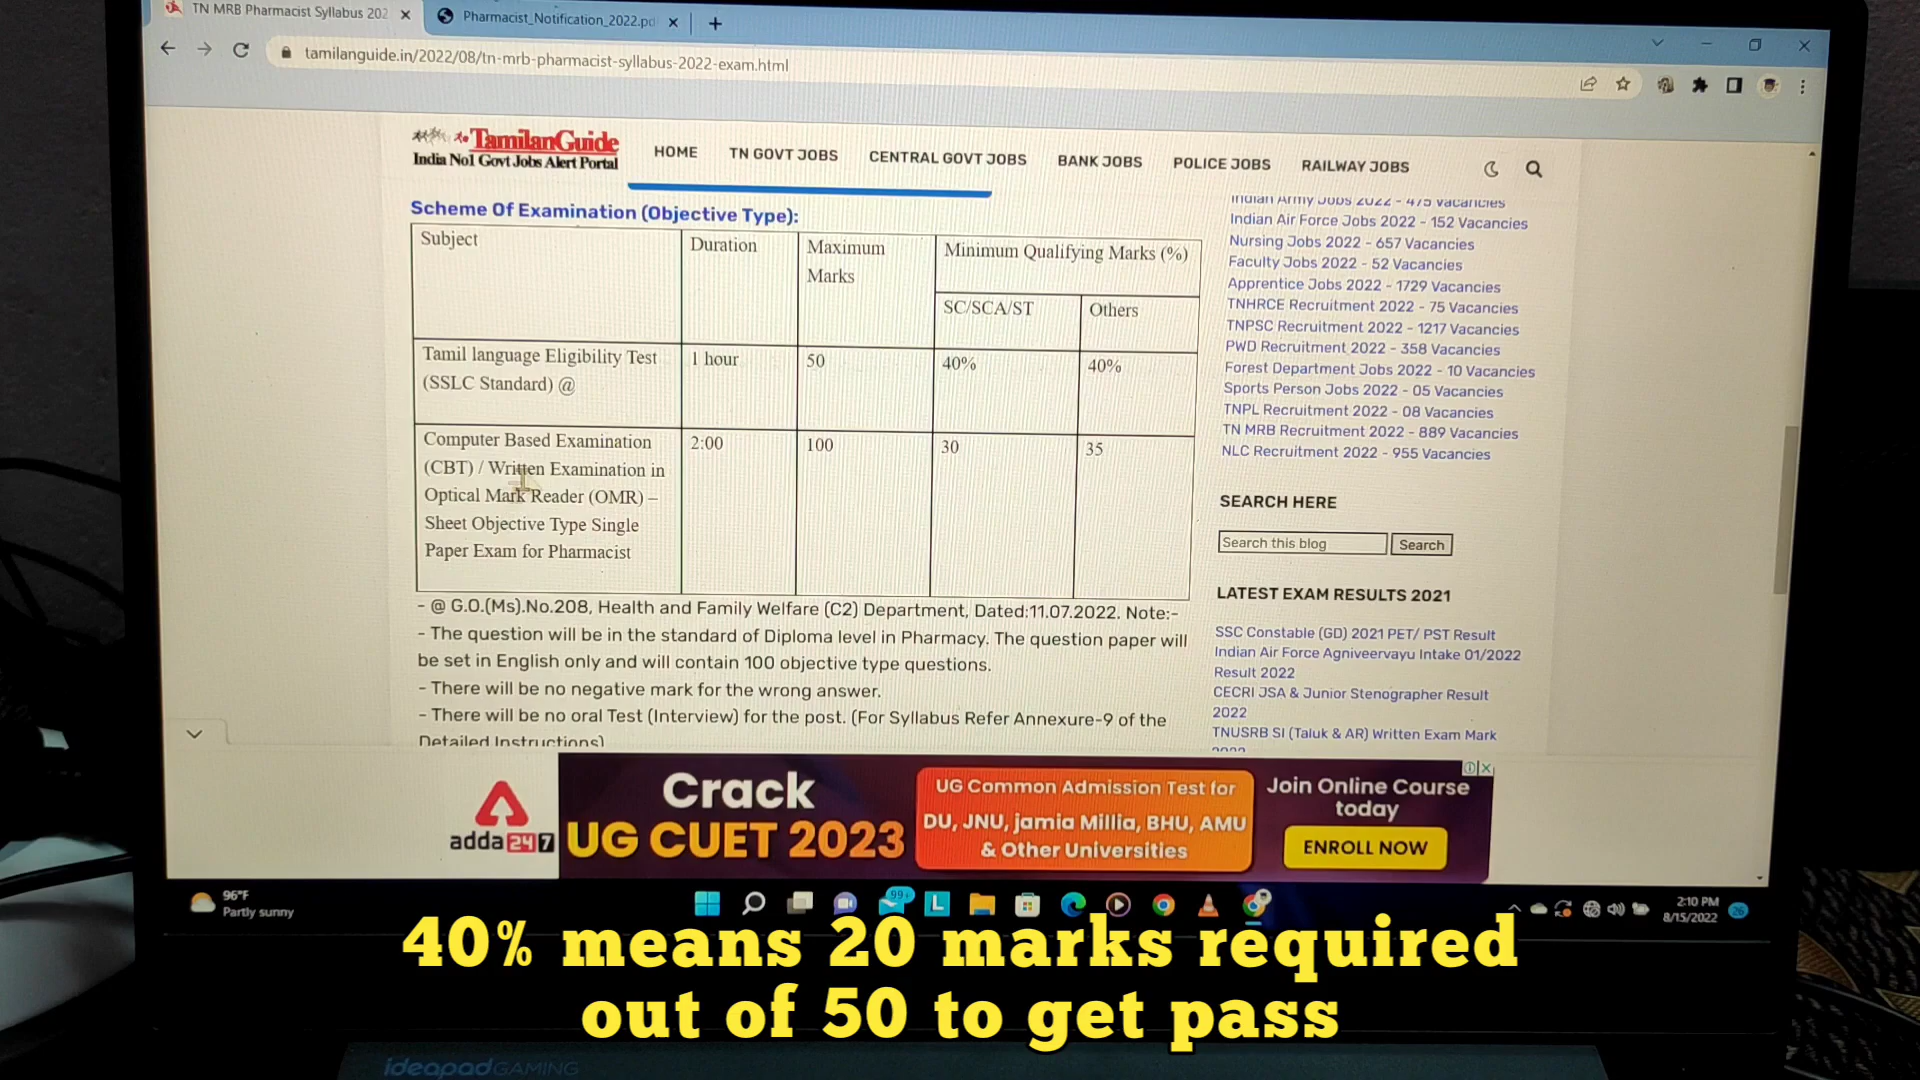 TN MRB Pharmacist Syllabus 202
Pharmacist_Notification_2022.pd
tamilanguide.in/2022/08/tn-mrb-pharmacist-syllabus-2022-exam.html
TamilanGuide
India No1 Govt Jobs Alert Portal
HOME TN GOVT JOBS CENTRAL GOVT JOBS BANK JOBS POLICE JOBS RAILWAY JOBS
Scheme Of Examination (Objective Type):
Subject Duration Maximum Marks Minimum Qualifying Marks (%)
SC/SCA/ST Others
Tamil language Eligibility Test 1 hour 50 40% 40%
(SSLC Standard) @
Computer Based Examination 2:00 100 30 35
(CBT) / Written Examination in
Optical Mark Reader (OMR) –
Sheet Objective Type Single
Paper Exam for Pharmacist
- @ G.O.(Ms).No.208, Health and Family Welfare (C2) Department, Dated:11.07.2022. Note:-
- The question will be in the standard of Diploma level in Pharmacy. The question paper will
be set in English only and will contain 100 objective type questions.
- There will be no negative mark for the wrong answer.
- There will be no oral Test (Interview) for the post. (For Syllabus Refer Annexure-9 of the
Detailed Instructions)
Indian Army Jobs 2022 - 475 Vacancies
Indian Air Force Jobs 2022 - 152 Vacancies
Nursing Jobs 2022 - 657 Vacancies
Faculty Jobs 2022 - 52 Vacancies
Apprentice Jobs 2022 - 1729 Vacancies
TNHRCE Recruitment 2022 - 75 Vacancies
TNPSC Recruitment 2022 - 1217 Vacancies
PWD Recruitment 2022 - 358 Vacancies
Forest Department Jobs 2022 - 10 Vacancies
Sports Person Jobs 2022 - 05 Vacancies
TNPL Recruitment 2022 - 08 Vacancies
TN MRB Recruitment 2022 - 889 Vacancies
NLC Recruitment 2022 - 955 Vacancies
SEARCH HERE
Search this blog Search
LATEST EXAM RESULTS 2021
SSC Constable (GD) 2021 PET/ PST Result
Indian Air Force Agniveervayu Intake 01/2022
Result 2022
CECRI JSA & Junior Stenographer Result
2022
TNUSRB SI (Taluk & AR) Written Exam Mark
adda247
Crack
UG CUET 2023
UG Common Admission Test for
DU, JNU, jamia Millia, BHU, AMU
& Other Universities
Join Online Course
today
ENROLL NOW
96°F
Partly sunny
99+
2:10 PM
8/15/2022
26
40% means 20 marks required
out of 50 to get pass
ideapadGAMING